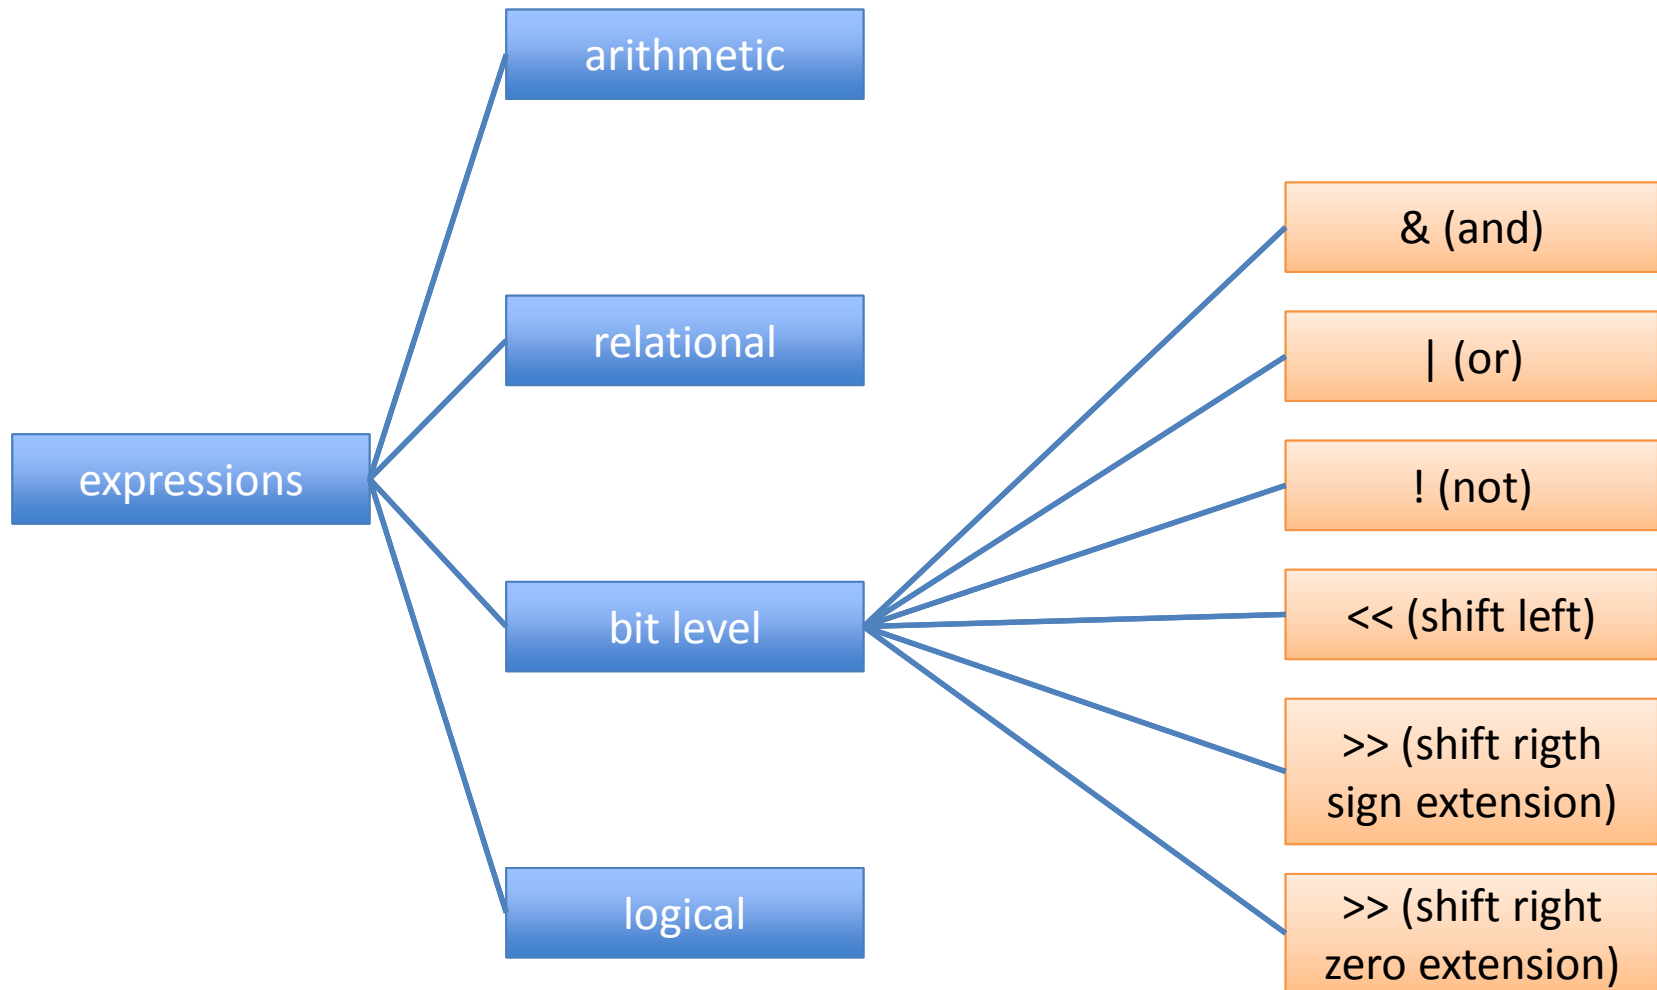 arithmetic
& (and)
relational
| (or)
expressions
! (not)
bit level
<< (shift left)
>> (shift rigth
sign extension)
logical
>> (shift right
zero extension)